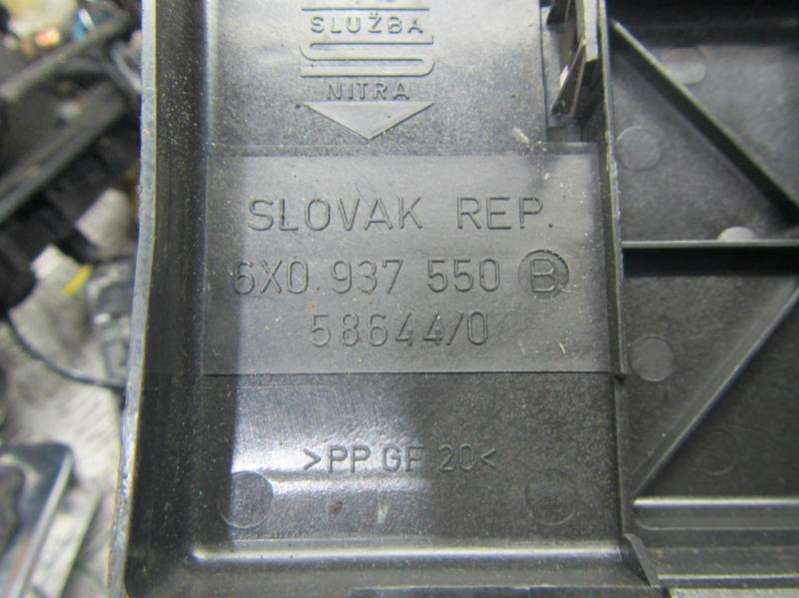 SLUŽBA
NITRA
SLOVAK REP.
6X0 937 550 B
58644/0
>PP GF 20<